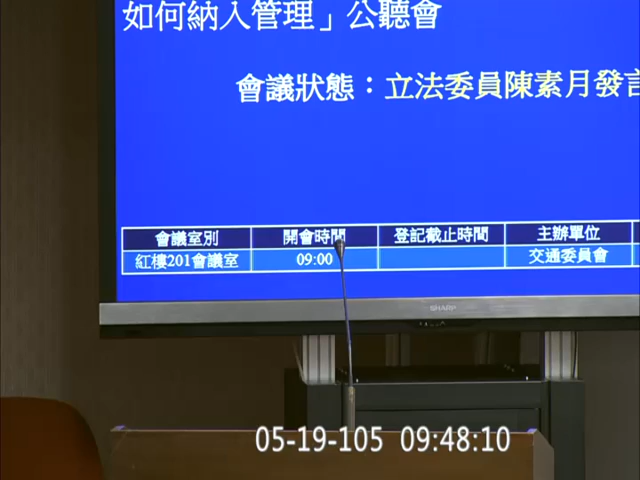 如何納入管理」公聽會
會議狀態：立法委員陳素月發言
會議室別 開會時間 登記截止時間 主辦單位
紅樓201會議室 09:00 交通委員會
SHARP
05-19-105 09:48:10